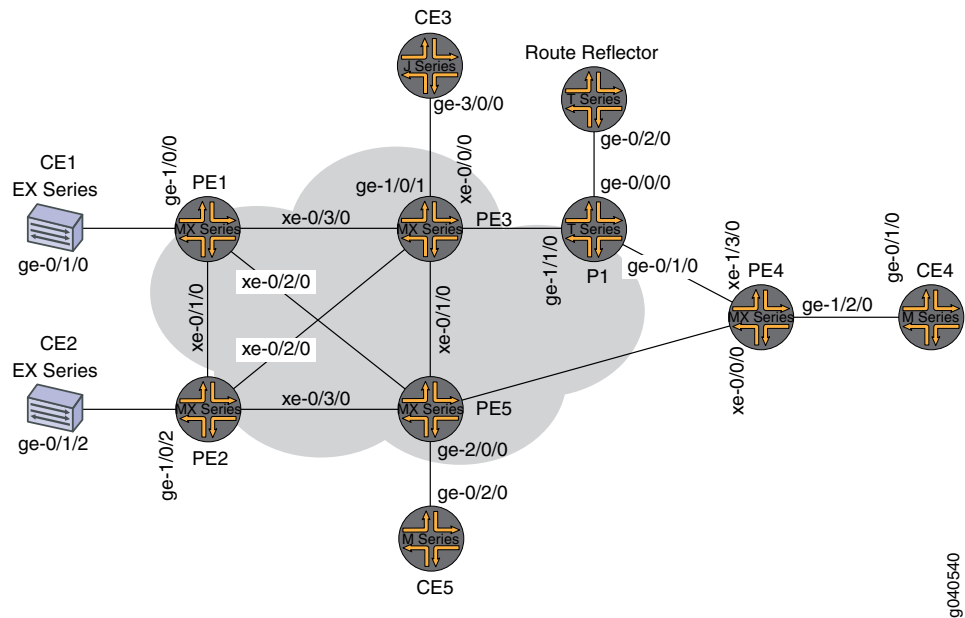 CE3
J Series
ge-3/0/0
Route Reflector
T Series
ge-0/2/0
CE1
EX Series
ge-0/1/0
ge-1/0/0
PE1
MX Series
xe-0/3/0
ge-1/0/1
xe-0/0/0
MX Series
PE3
ge-0/0/0
T Series
P1
ge-1/1/0
ge-0/1/0
xe-1/3/0
PE4
MX Series
xe-0/0/0
ge-1/2/0
ge-0/1/0
CE4
M Series
xe-0/2/0
xe-0/1/0
xe-0/2/0
xe-0/1/0
CE2
EX Series
ge-0/1/2
ge-1/0/2
MX Series
PE2
xe-0/3/0
MX Series
PE5
ge-2/0/0
ge-0/2/0
M Series
CE5
g040540